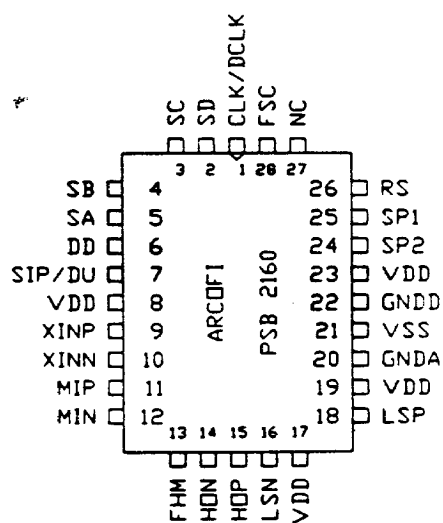 SC SD CLK/DCLK FSC NC
3 2 1 28 27
SB 4 26 RS
SA 5 25 SP1
DD 6 24 SP2
SIP/DU 7 23 VDD
VDD 8 22 GNDD
XINP 9 21 VSS
XINN 10 20 GNDA
MIP 11 19 VDD
MIN 12 18 LSP
ARCOFI
PSB 2160
13 14 15 16 17
FHM HON HOP LSN VDD